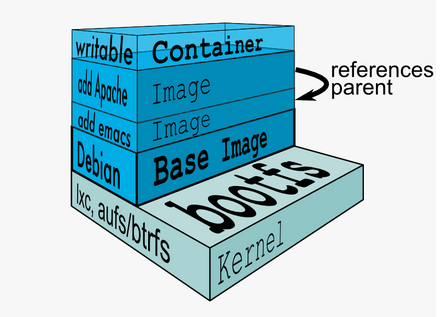 writable Container
add Apache Image
references
parent
add emacs Image
Debian Base Image
lxc, aufs/btrfs
bootfs
Kernel